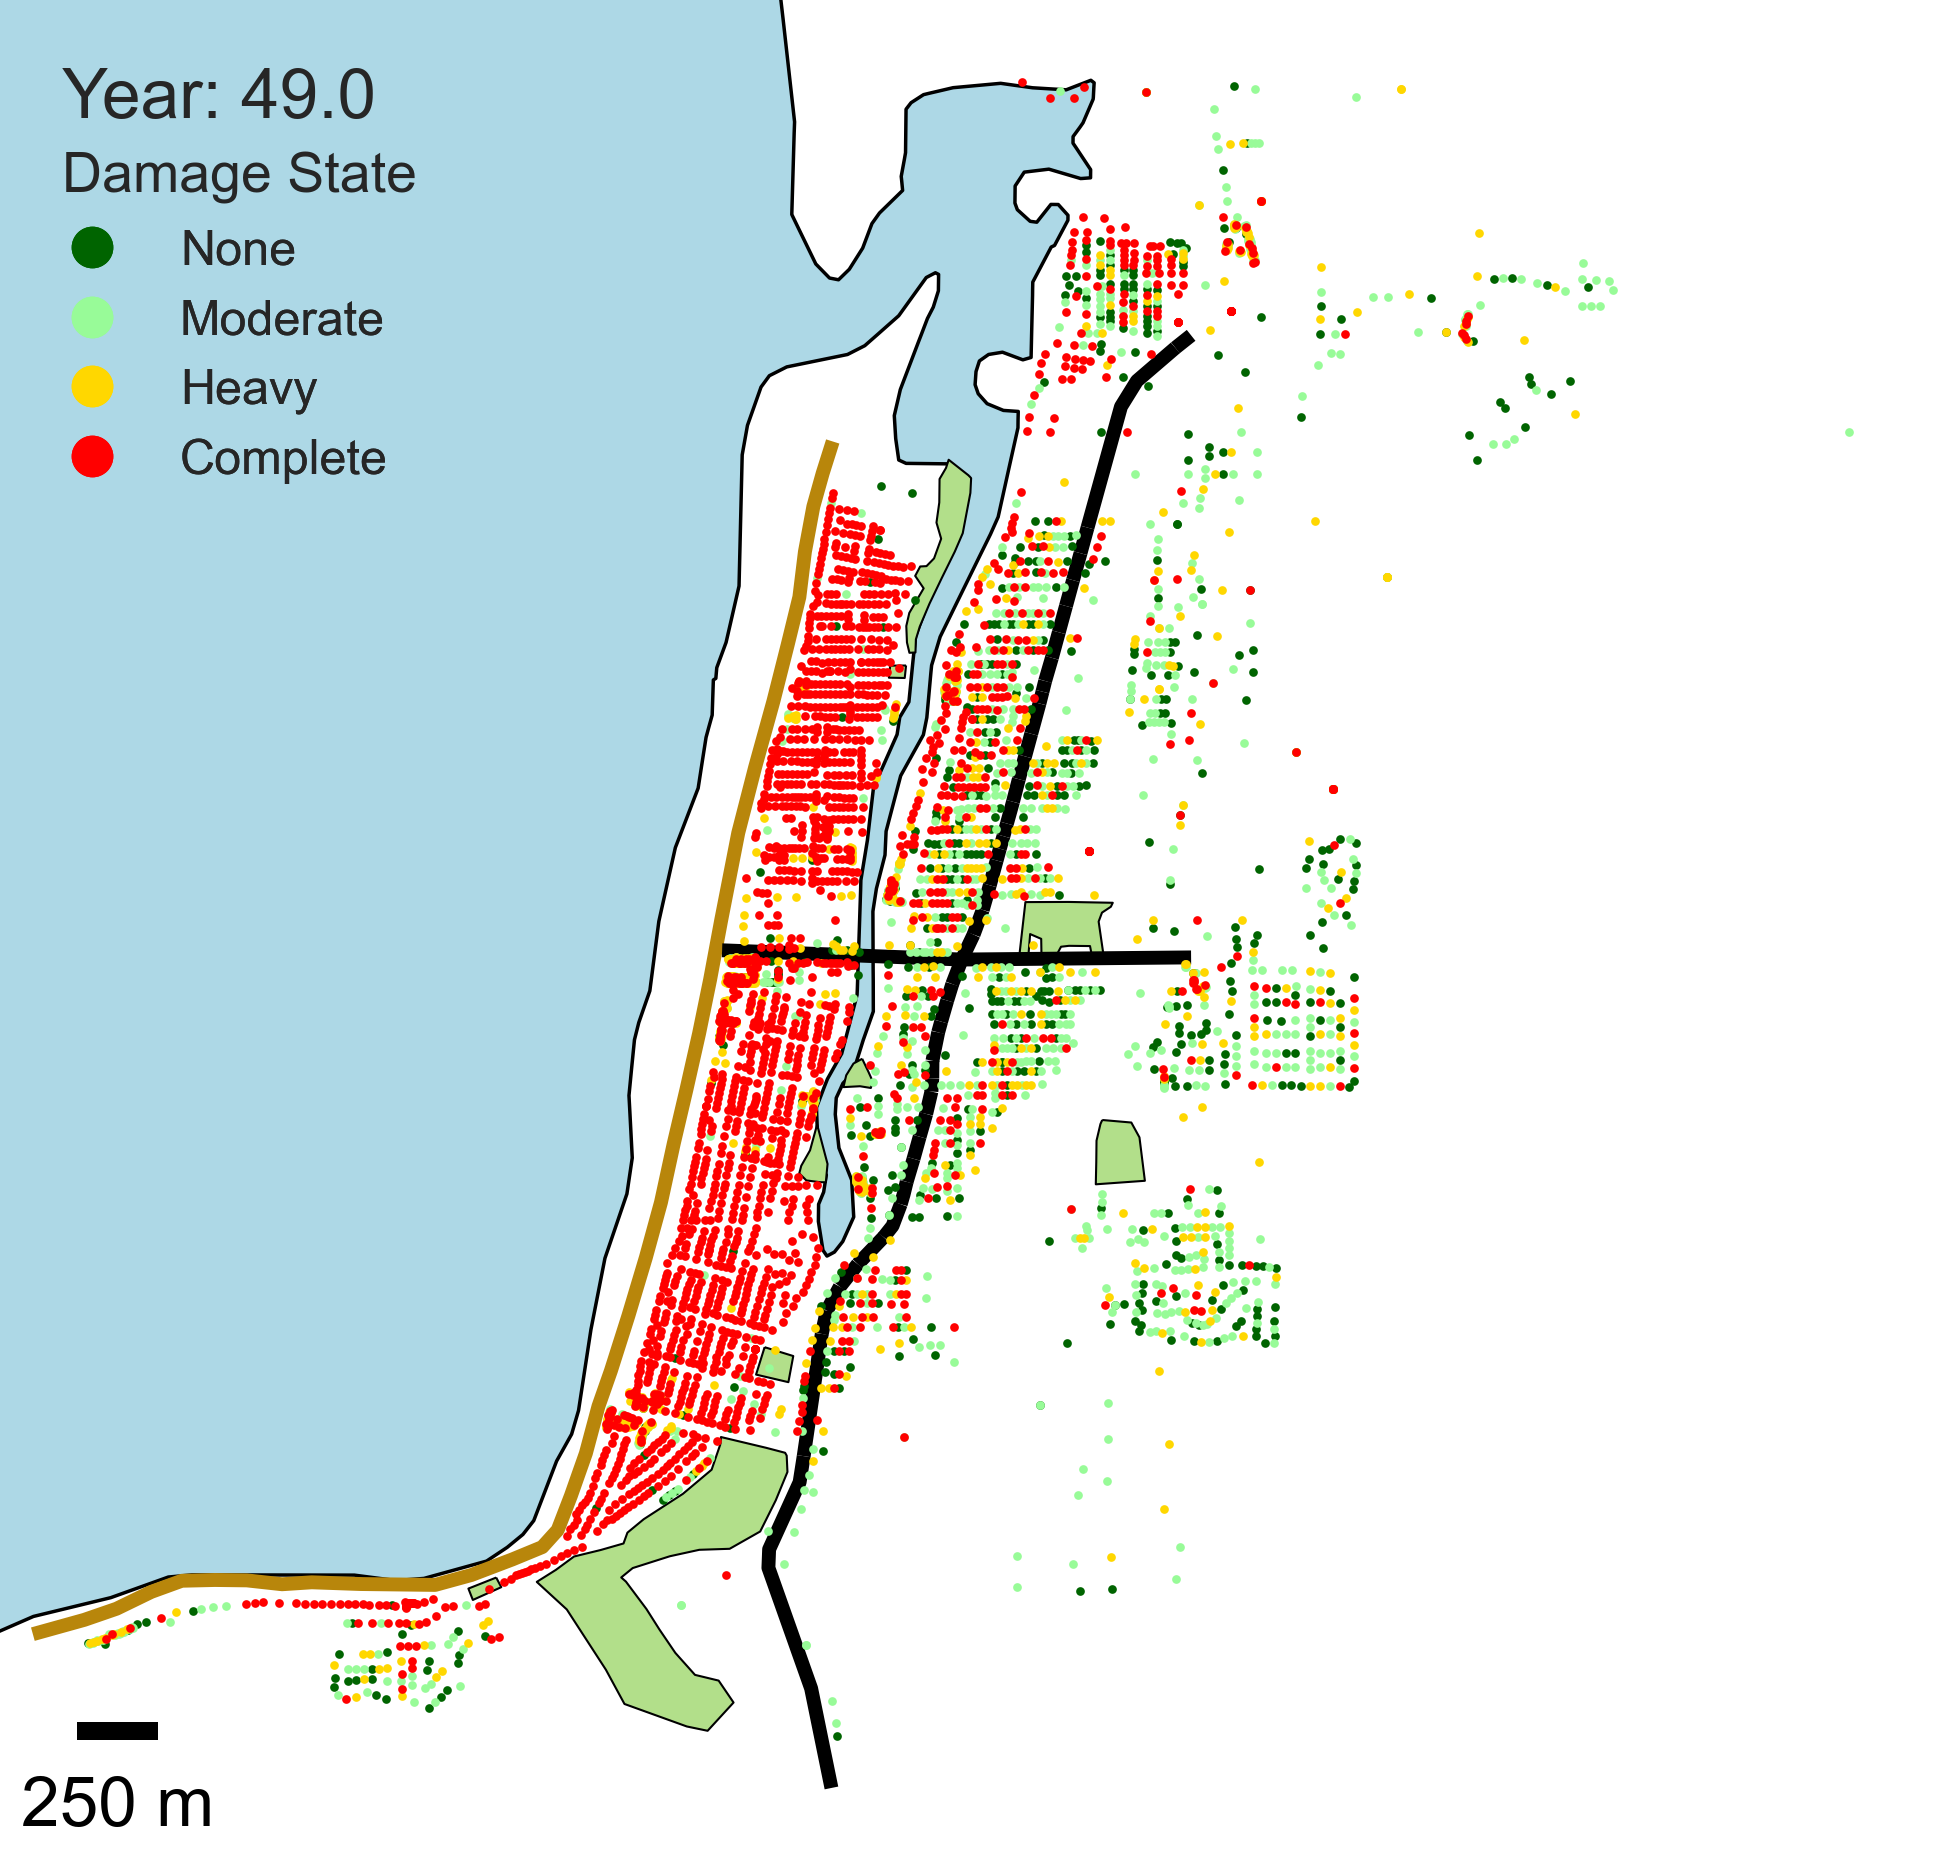 Year: 49.0
Damage State
None
Moderate
Heavy
Complete
250 m